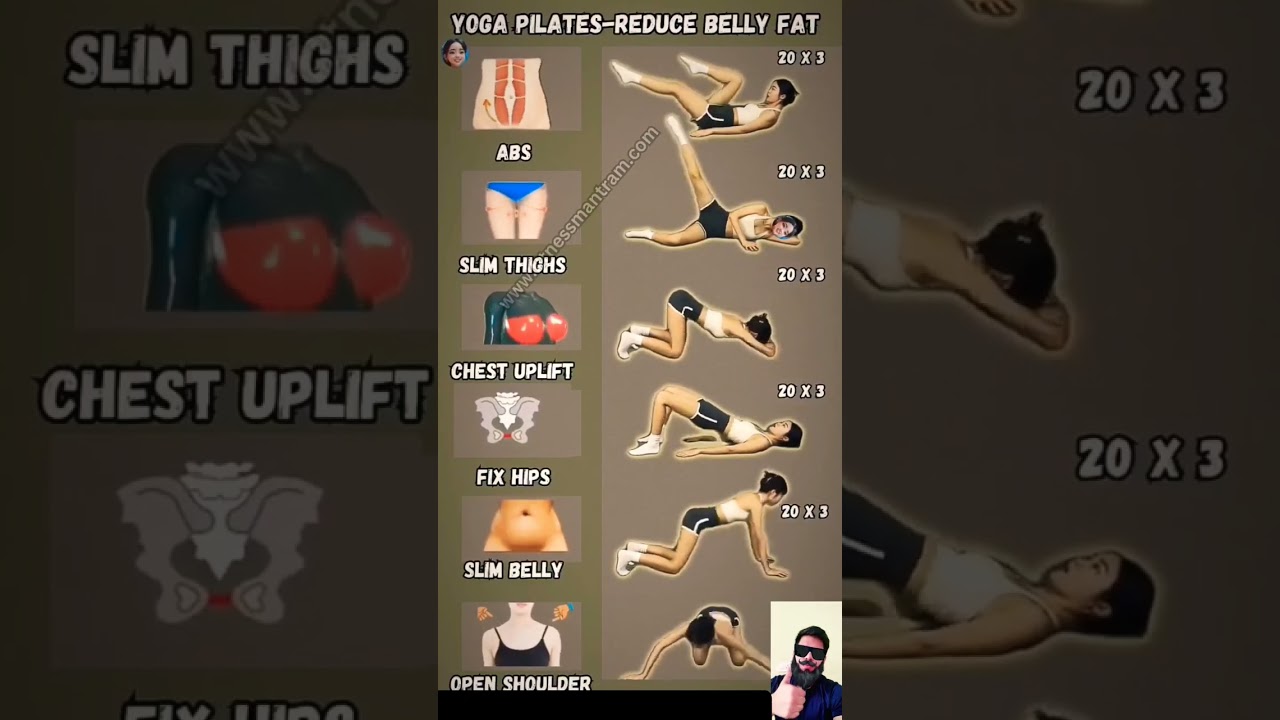 YOGA PILATES-REDUCE BELLY FAT
20 X 3
ABS
20 X 3
SLIM THIGHS
20 X 3
CHEST UPLIFT
20 X 3
FIX HIPS
20 X 3
SLIM BELLY
OPEN SHOULDER
www.fitnessmantram.com
SLIM THIGHS
20 X 3
CHEST UPLIFT
20 X 3
FIX HIPS
www.